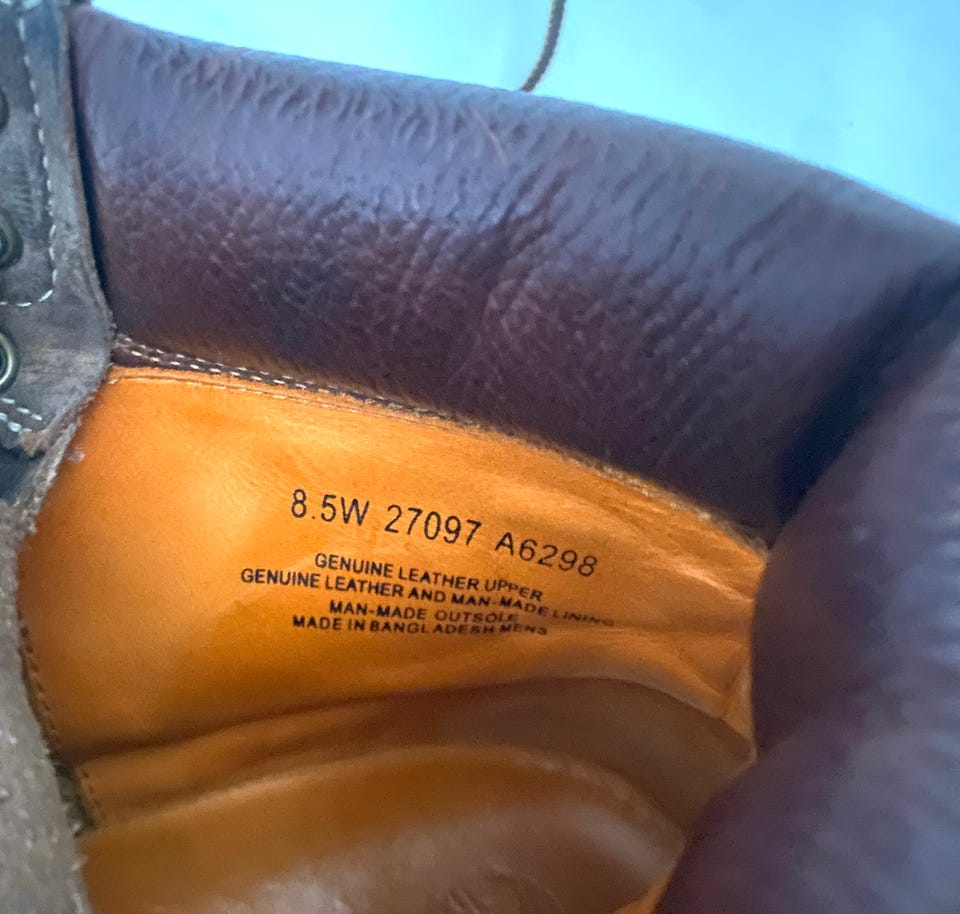 8.5W 27097 A6298
GENUINE LEATHER UPPER
GENUINE LEATHER AND MAN-MADE LINING
MAN-MADE OUTSOLE
MADE IN BANGLADESH MENS